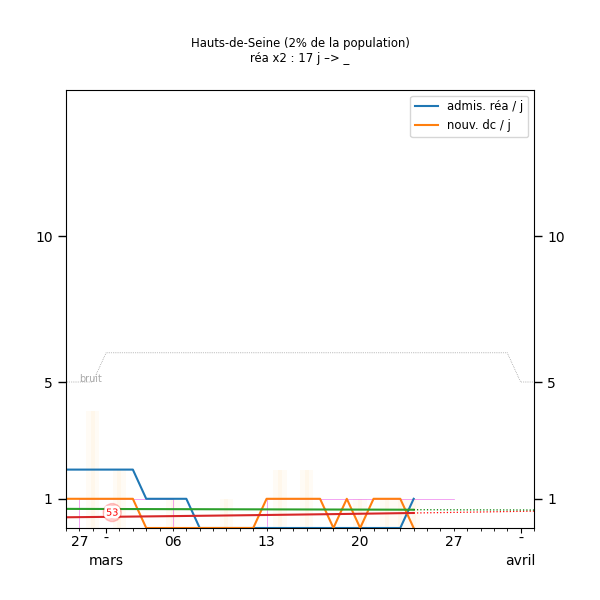 Hauts-de-Seine (2% de la population)
réa x2 : 17 j –> _
admis. réa / j
nouv. dc / j
10
10
bruit
5
5
53
1
1
27
-
06
13
20
27
-
mars
avril